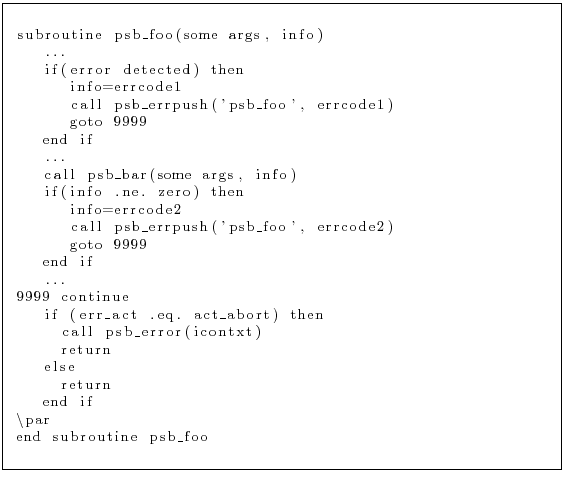 subroutine psb_foo(some args, info)
...
if(error detected) then
info=errcode1
call psb_errpush('psb_foo', errcode1)
goto 9999
end if
...
call psb_bar(some args, info)
if(info .ne. zero) then
info=errcode2
call psb_errpush('psb_foo', errcode2)
goto 9999
end if
...
9999 continue
if (err_act .eq. act_abort) then
call psb_error(icontxt)
return
else
return
end if
\par
end subroutine psb_foo